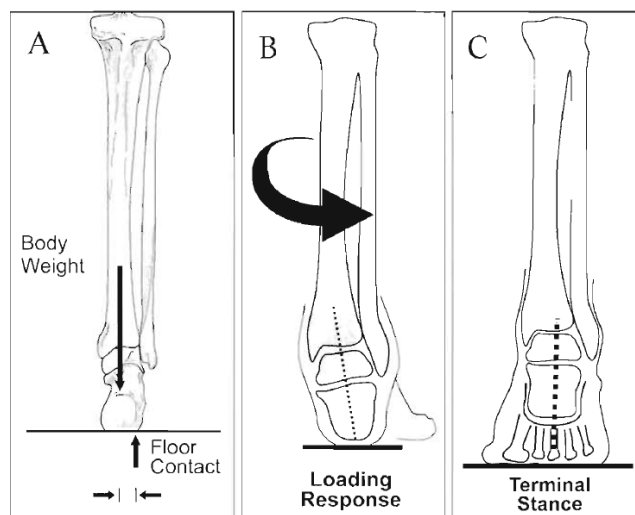 A
Body
Weight
Floor
Contact
B
Loading
Response
C
Terminal
Stance